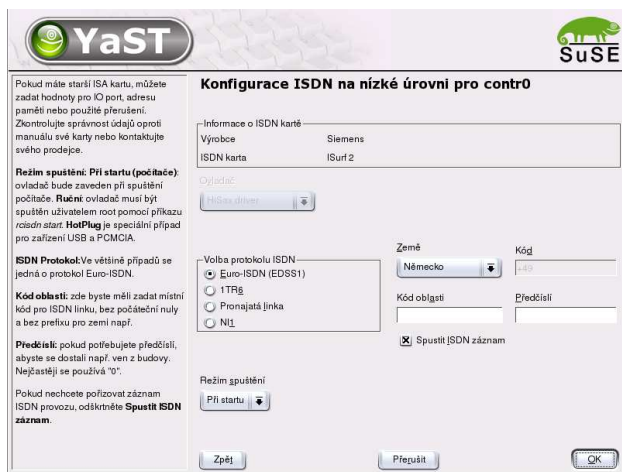 YaST
SuSE
Pokud máte starší ISA kartu, můžete
zadat hodnoty pro IO port, adresu
paměti nebo použité přerušení.
Zkontrolujte správnost údajů oproti
manuálu své karty nebo kontaktujte
svého prodejce.
Režim spuštění: Při startu (počítače):
ovladač bude zaveden při spuštění
počítače. Ruční: ovladač musí být
spuštěn uživatelem root pomocí příkazu
rcisdn start. HotPlug je speciální případ
pro zařízení USB a PCMCIA.
ISDN Protokol:Ve většině případů se
jedná o protokol Euro-ISDN.
Kód oblasti: zde byste měli zadat místní
kód pro ISDN linku, bez počáteční nuly
a bez prefixu pro zemi např.
Předčíslí: pokud potřebujete předčíslí,
abyste se dostali např. ven z budovy.
Nejčastěji se používá "0".
Pokud nechcete pořizovat záznam
ISDN provozu, odškrtněte Spustit ISDN
záznam.
Konfigurace ISDN na nízké úrovni pro contr0
Informace o ISDN kartě
Výrobce Siemens
ISDN karta ISurf 2
Ovladač
HiSax driver
Volba protokolu ISDN
Euro-ISDN (EDSS1)
1TR6
Pronajatá linka
NI1
Země
Německo
Kód
+49
Kód oblasti
Předčíslí
Spustit ISDN záznam
Režim spuštění
Při startu
Zpět
Přerušit
OK